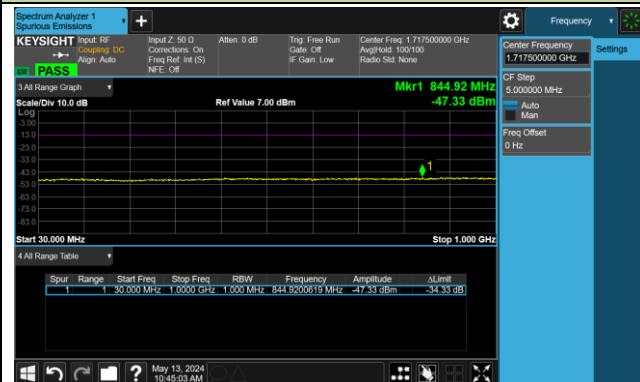 Spectrum Analyzer 1
Spurious Emissions
Frequency
KEYSIGHT
Input: RF
Coupling: DC
Align: Auto
Input Z: 50 Ω
Corrections: On
Freq Ref: Int (S)
NFE: Off
Atten: 0 dB
Trig: Free Run
Gate: Off
IF Gain: Low
Center Freq: 1.717500000 GHz
Avg|Hold: 100/100
Radio Std: None
PASS
Center Frequency
1.717500000 GHz
Settings
CF Step
5.000000 MHz
Auto
Man
Freq Offset
0 Hz
3 All Range Graph
Mkr1 844.92 MHz
Scale/Div 10.0 dB
Ref Value 7.00 dBm
-47.33 dBm
Log
-3.00
-13.0
-23.0
-33.0
-43.0
-53.0
-63.0
-73.0
-83.0
1
Start 30.000 MHz
Stop 1.000 GHz
4 All Range Table
Spur Range Start Freq Stop Freq RBW Frequency Amplitude ΔLimit
1 1 30.000 MHz 1.0000 GHz 1.000 MHz 844.9200619 MHz -47.33 dBm -34.33 dB
May 13, 2024
10:45:03 AM